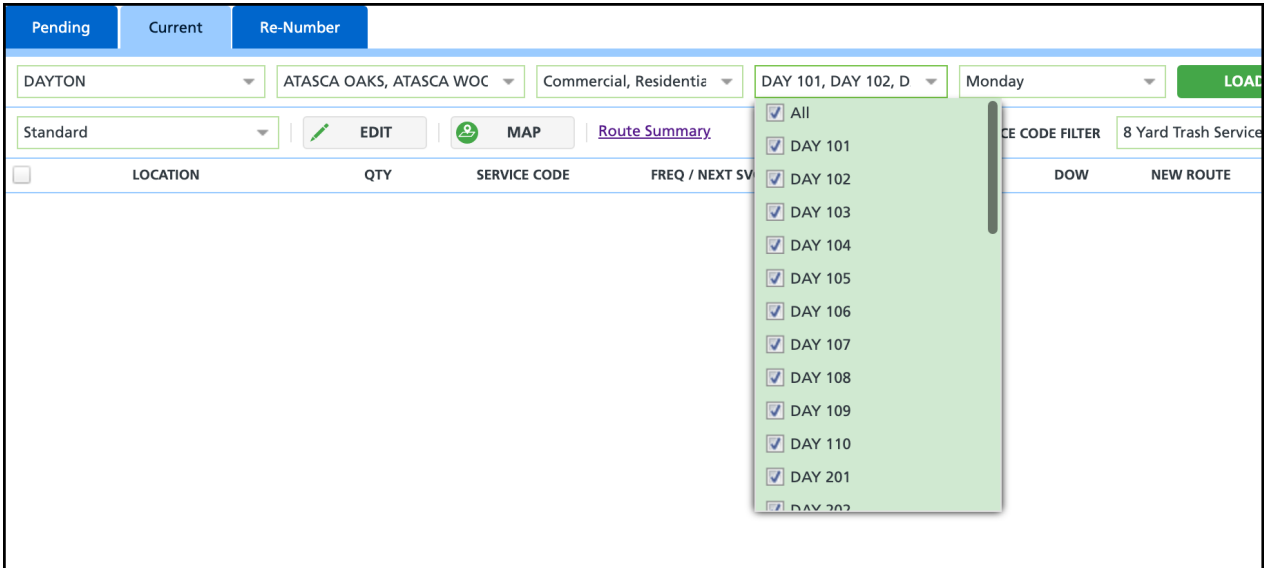 Pending Current Re-Number
DAYTON ATASCA OAKS, ATASCA WOC Commercial, Residentia DAY 101, DAY 102, D Monday LOAD
Standard EDIT MAP Route Summary CE CODE FILTER 8 Yard Trash Service
LOCATION QTY SERVICE CODE FREQ / NEXT SV DOW NEW ROUTE
All
DAY 101
DAY 102
DAY 103
DAY 104
DAY 105
DAY 106
DAY 107
DAY 108
DAY 109
DAY 110
DAY 201
DAY 202